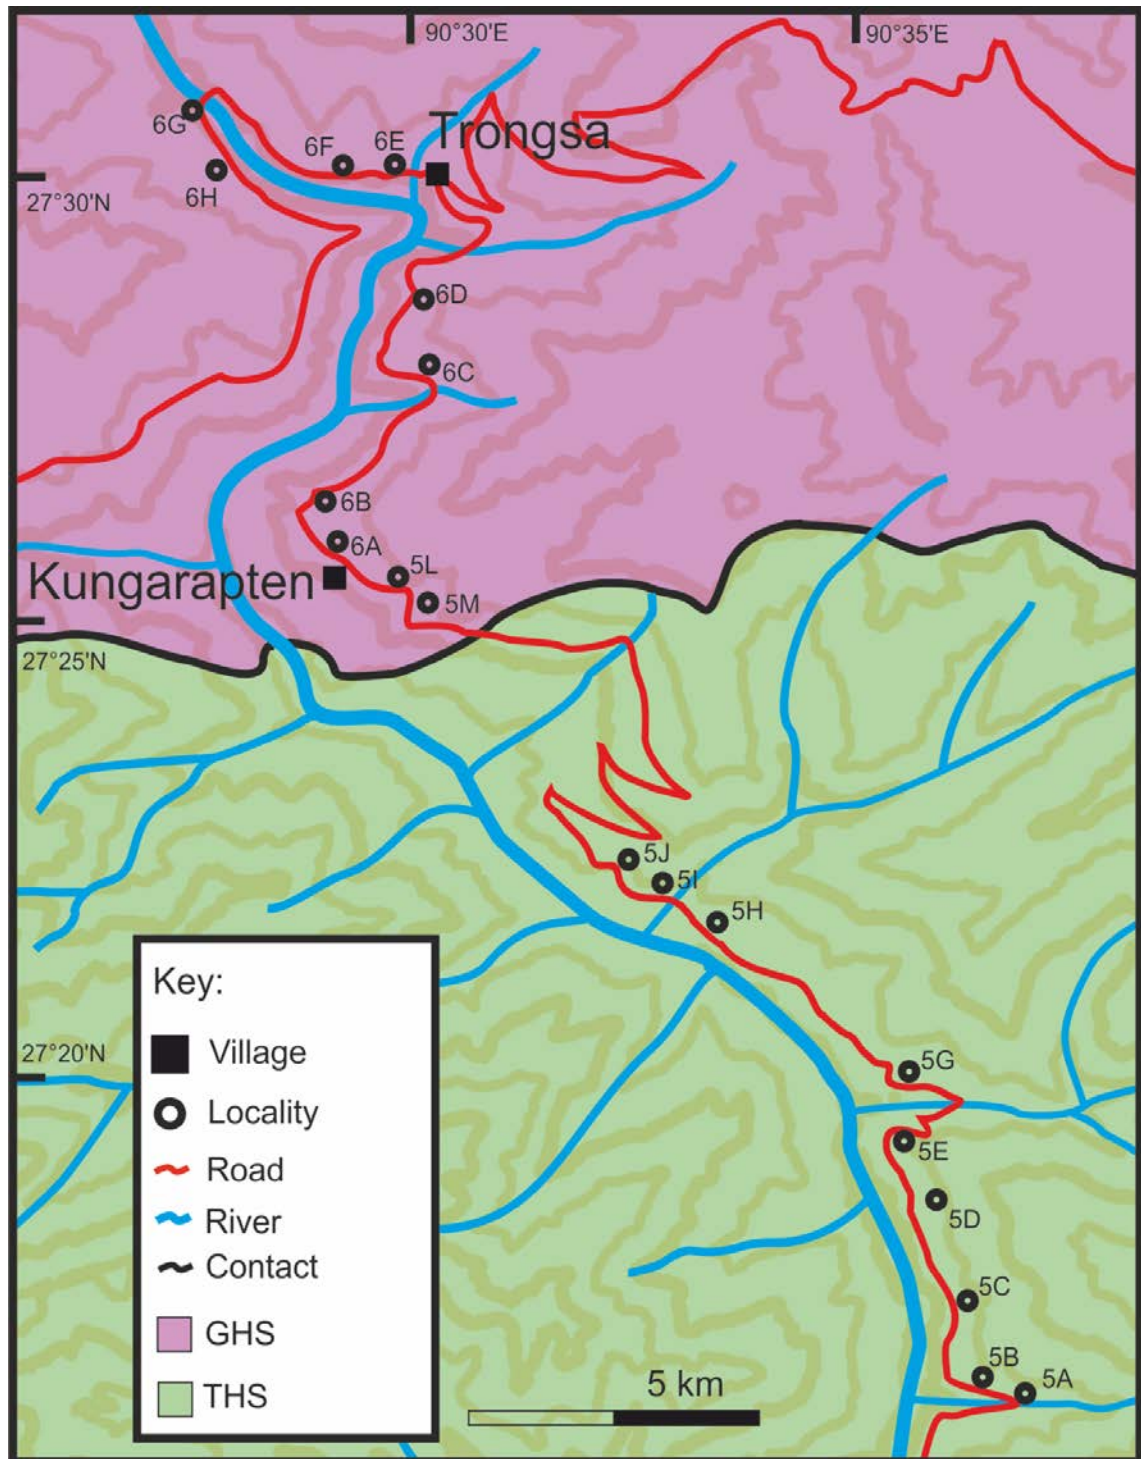 90°30'E
90°35'E
6G
6F
6E
Trongsa
6H
27°30'N
6D
6C
6B
6A
5L
Kungarapten
5M
27°25'N
5J
5I
5H
27°20'N
5G
5E
5D
5C
5B
5A
Key:
Village
Locality
Road
River
Contact
GHS
THS
5 km